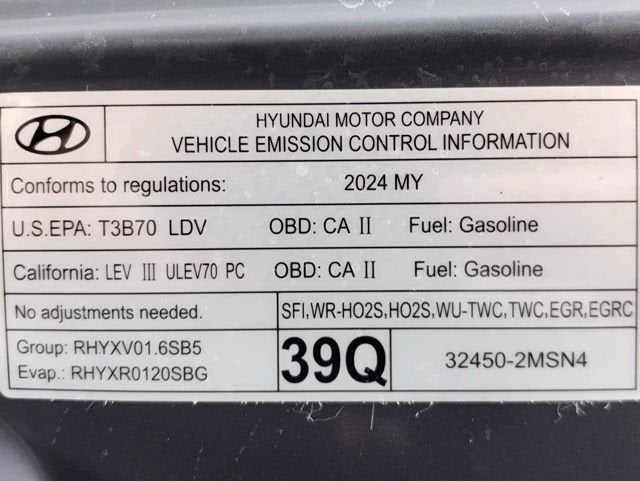 HYUNDAI MOTOR COMPANY
VEHICLE EMISSION CONTROL INFORMATION
Conforms to regulations: 2024 MY
U.S.EPA: T3B70 LDV OBD: CA II Fuel: Gasoline
California: LEV III ULEV70 PC OBD: CA II Fuel: Gasoline
No adjustments needed. SFI,WR-HO2S,HO2S,WU-TWC,TWC,EGR,EGRC
Group: RHYXV01.6SB5
Evap.: RHYXR0120SBG
39Q
32450-2MSN4